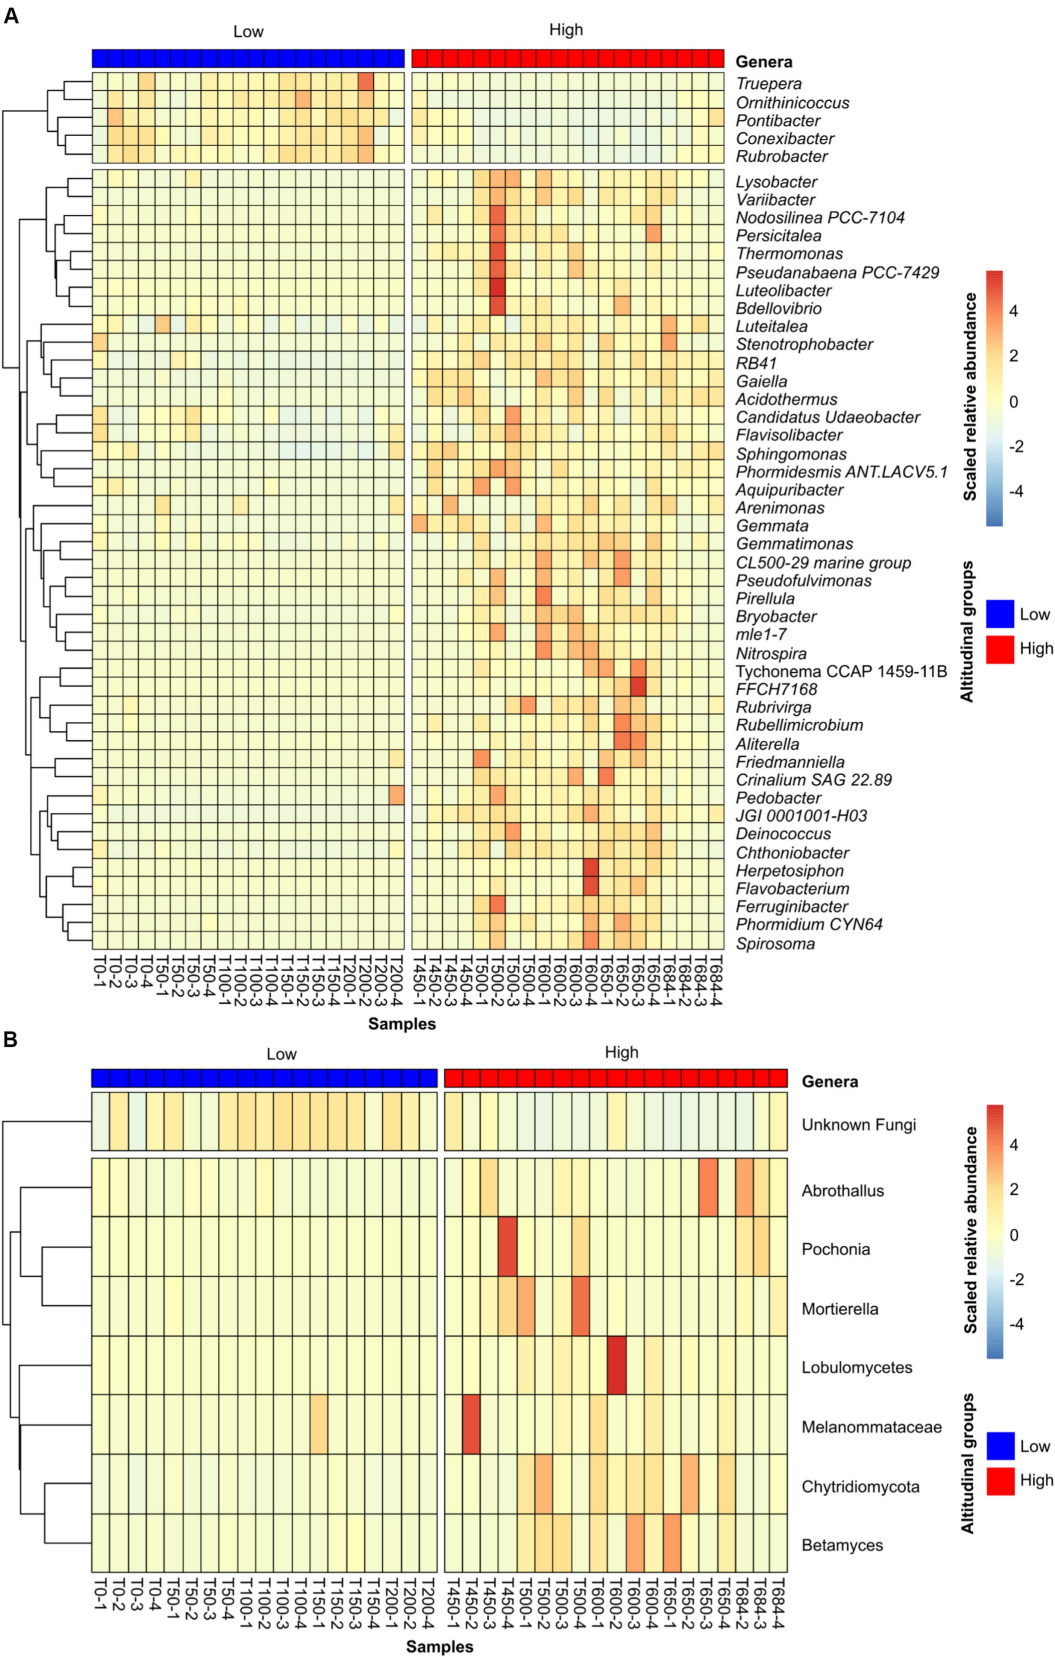 A
Low
High
Genera
Truepera
Ornithinicoccus
Pontibacter
Conexibacter
Rubrobacter
Lysobacter
Variibacter
Nodosilinea PCC-7104
Persicitalea
Thermomonas
Pseudanabaena PCC-7429
Luteolibacter
Bdellovibrio
Luteitalea
Stenotrophobacter
RB41
Gaiella
Acidothermus
Candidatus Udaeobacter
Flavisolibacter
Sphingomonas
Phormidesmis ANT.LACV5.1
Aquipuribacter
Arenimonas
Gemmata
Gemmatimonas
CL500-29 marine group
Pseudofulvimonas
Pirellula
Bryobacter
mle1-7
Nitrospira
Tychonema CCAP 1459-11B
FFCH7168
Rubrivirga
Rubellimicrobium
Aliterella
Friedmanniella
Crinalium SAG 22.89
Pedobacter
JGI 0001001-H03
Deinococcus
Chthoniobacter
Herpetosiphon
Flavobacterium
Ferruginibacter
Phormidium CYN64
Spirosoma
Scaled relative abundance
4
2
0
-2
-4
Altitudinal groups
Low
High
T0-1
T0-2
T0-3
T0-4
T50-1
T50-2
T50-3
T50-4
T100-1
T100-2
T100-3
T100-4
T150-1
T150-2
T150-3
T150-4
T200-1
T200-2
T200-3
T200-4
T450-1
T450-2
T450-3
T450-4
T500-1
T500-2
T500-3
T500-4
T600-1
T600-2
T600-3
T600-4
T650-1
T650-2
T650-3
T650-4
T684-1
T684-2
T684-3
T684-4
Samples
B
Low
High
Genera
Unknown Fungi
Abrothallus
Pochonia
Mortierella
Lobulomycetes
Melanommataceae
Chytridiomycota
Betamyces
Scaled relative abundance
4
2
0
-2
-4
Altitudinal groups
Low
High
T0-1
T0-2
T0-3
T0-4
T50-1
T50-2
T50-3
T50-4
T100-1
T100-2
T100-3
T100-4
T150-1
T150-2
T150-3
T150-4
T200-1
T200-2
T200-4
T450-1
T450-2
T450-3
T450-4
T500-1
T500-2
T500-3
T500-4
T600-1
T600-2
T600-3
T600-4
T650-1
T650-2
T650-3
T650-4
T684-2
T684-3
T684-4
Samples